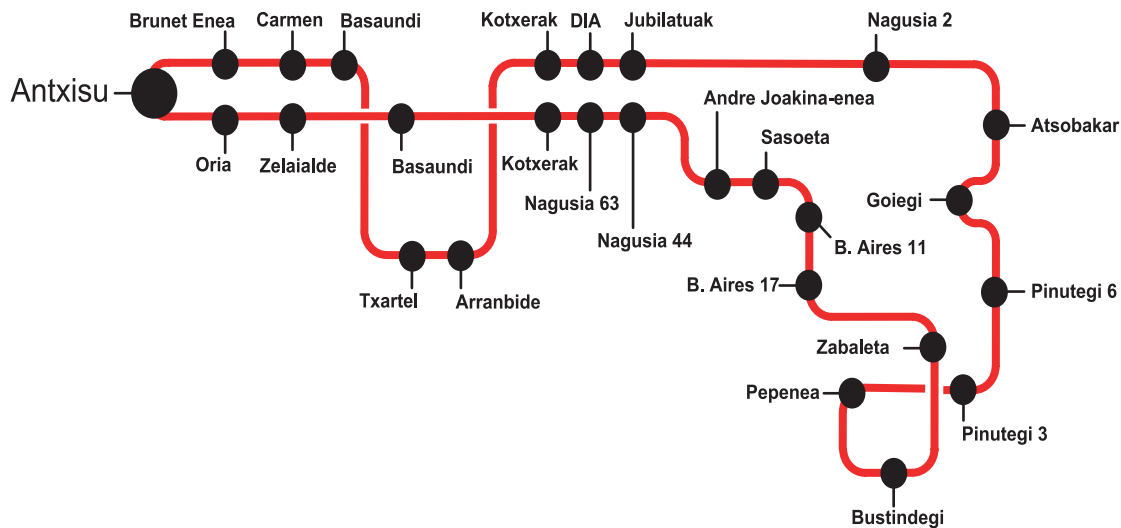 Brunet Enea
Carmen
Basaundi
Kotxerak
DIA
Jubilatuak
Nagusia 2
Antxisu
Andre Joakina-enea
Atsobakar
Sasoeta
Oria
Zelaialde
Basaundi
Kotxerak
Nagusia 63
Goiegi
Nagusia 44
B. Aires 11
B. Aires 17
Txartel
Arranbide
Pinutegi 6
Zabaleta
Pepenea
Pinutegi 3
Bustindegi